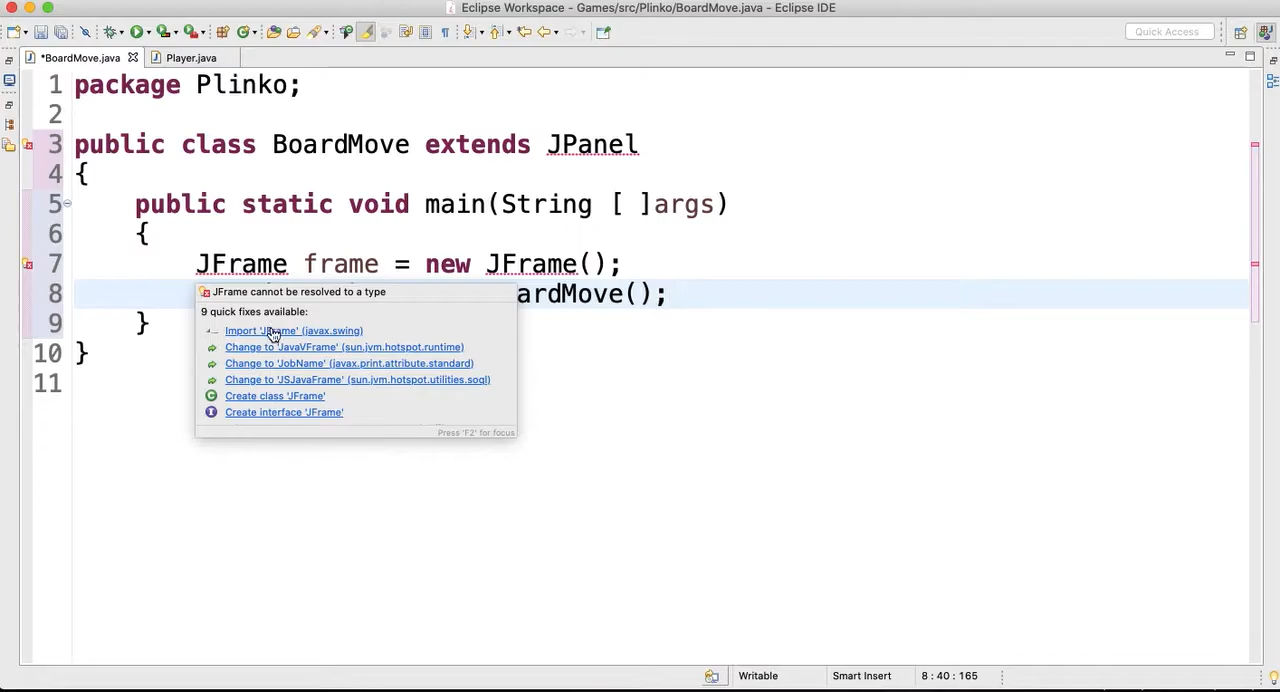 Eclipse Workspace - Games/src/Plinko/BoardMove.java - Eclipse IDE
Quick Access
*BoardMove.java
Player.java
1 package Plinko;
2
3 public class BoardMove extends JPanel
4 {
5 public static void main(String [ ]args)
6 {
7 JFrame frame = new JFrame();
8 ardMove();
9 }
10 }
11
JFrame cannot be resolved to a type
9 quick fixes available:
Import 'JFrame' (javax.swing)
Change to 'JavaVFrame' (sun.jvm.hotspot.runtime)
Change to 'JobName' (javax.print.attribute.standard)
Change to 'JSJavaFrame' (sun.jvm.hotspot.utilities.soql)
Create class 'JFrame'
Create interface 'JFrame'
Press 'F2' for focus
Writable
Smart Insert
8 : 40 : 165